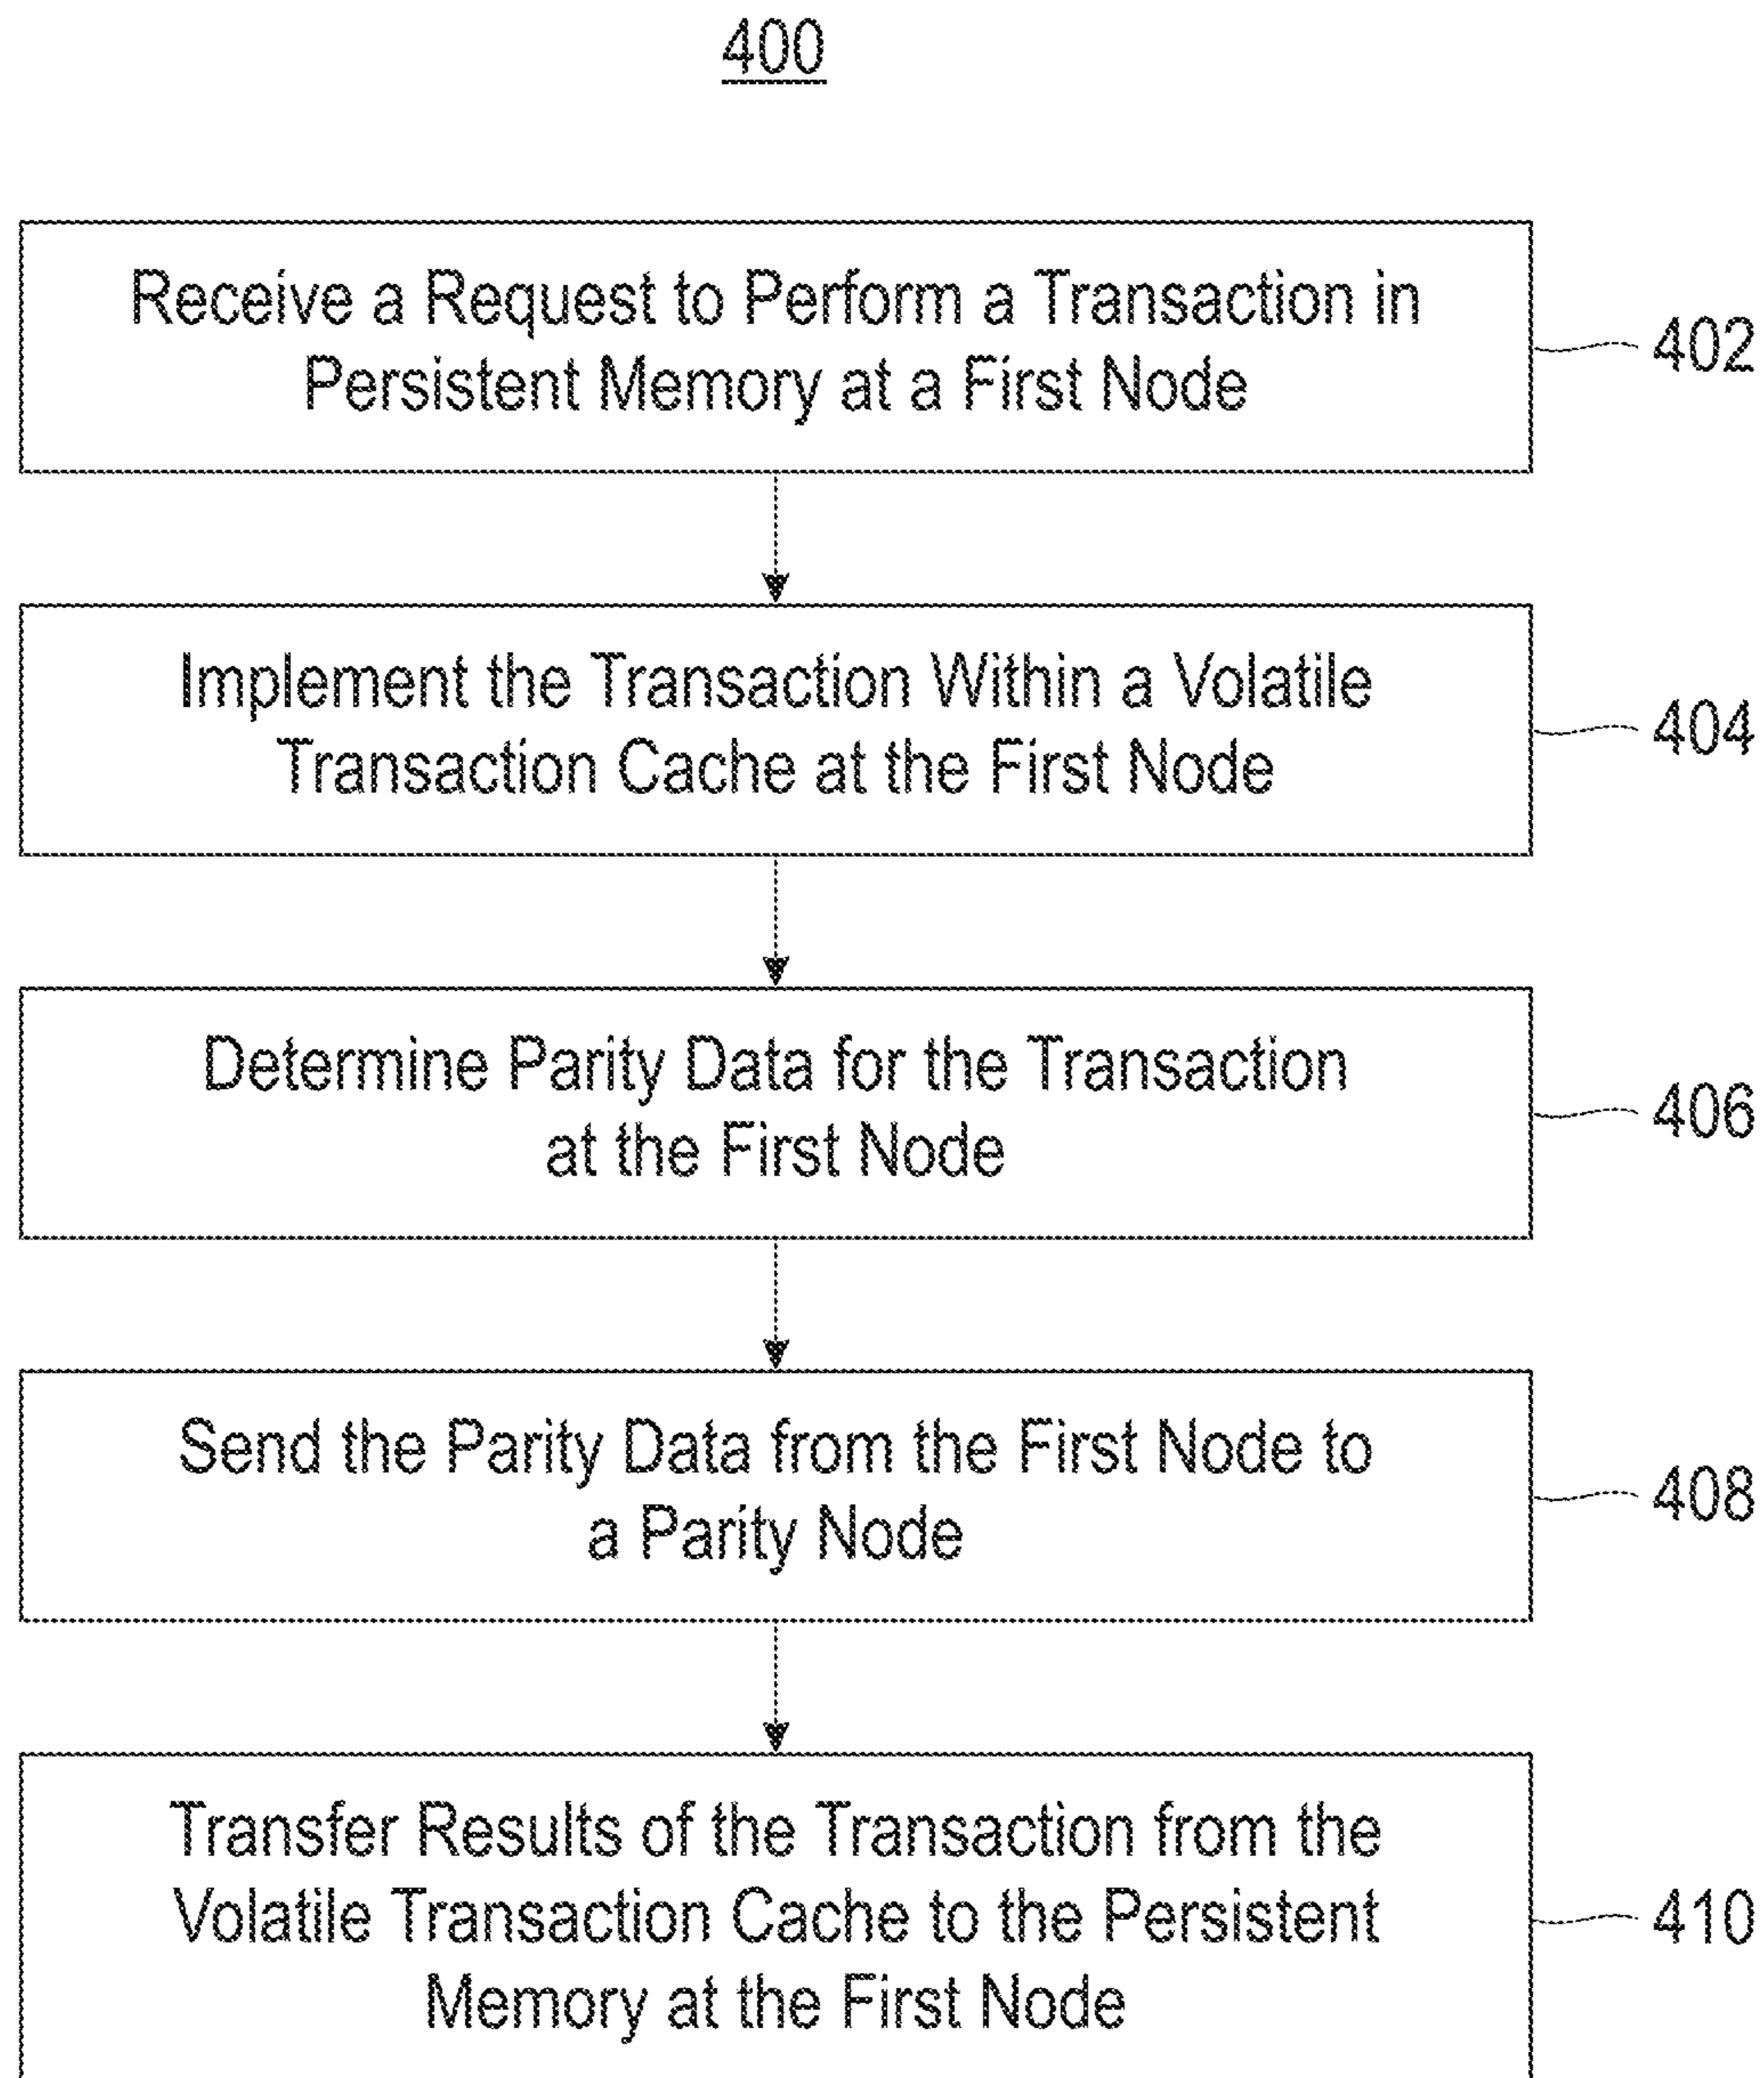 400
Receive a Request to Perform a Transaction in
Persistent Memory at a First Node
402
Implement the Transaction Within a Volatile
Transaction Cache at the First Node
404
Determine Parity Data for the Transaction
at the First Node
406
Send the Parity Data from the First Node to
a Parity Node
408
Transfer Results of the Transaction from the
Volatile Transaction Cache to the Persistent
Memory at the First Node
410